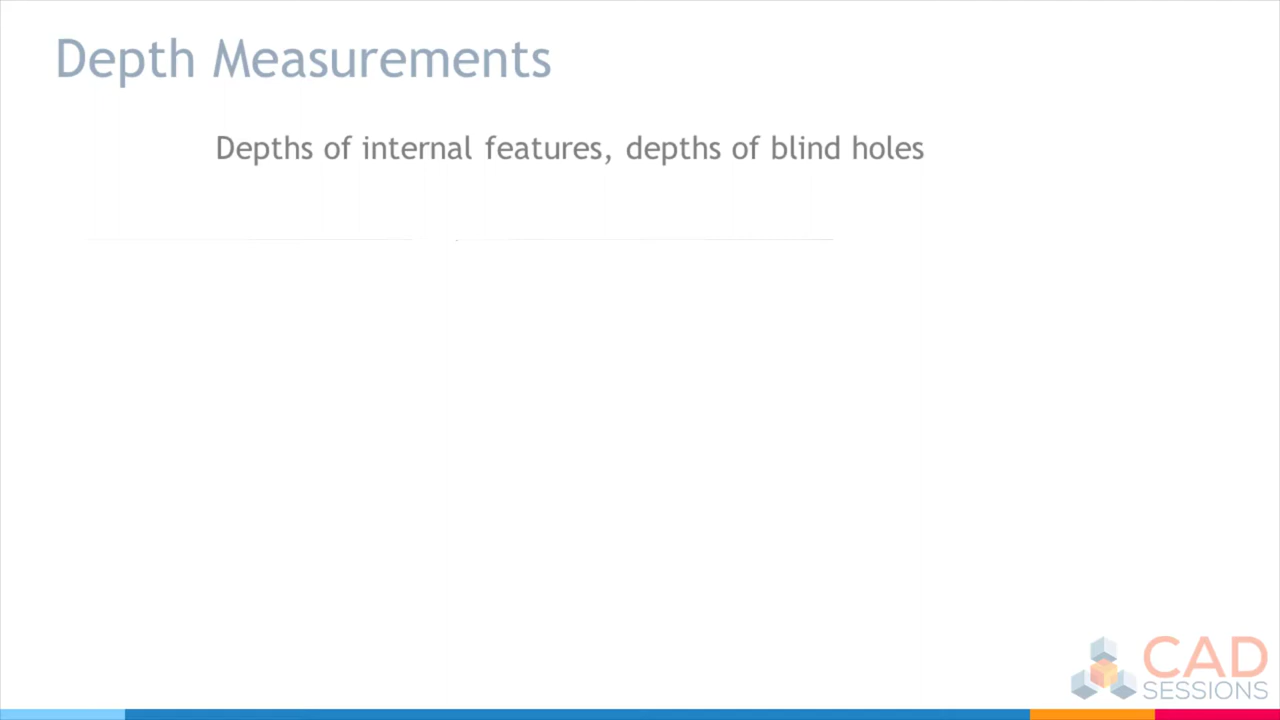 Depth Measurements
Depths of internal features, depths of blind holes
CAD
SESSIONS